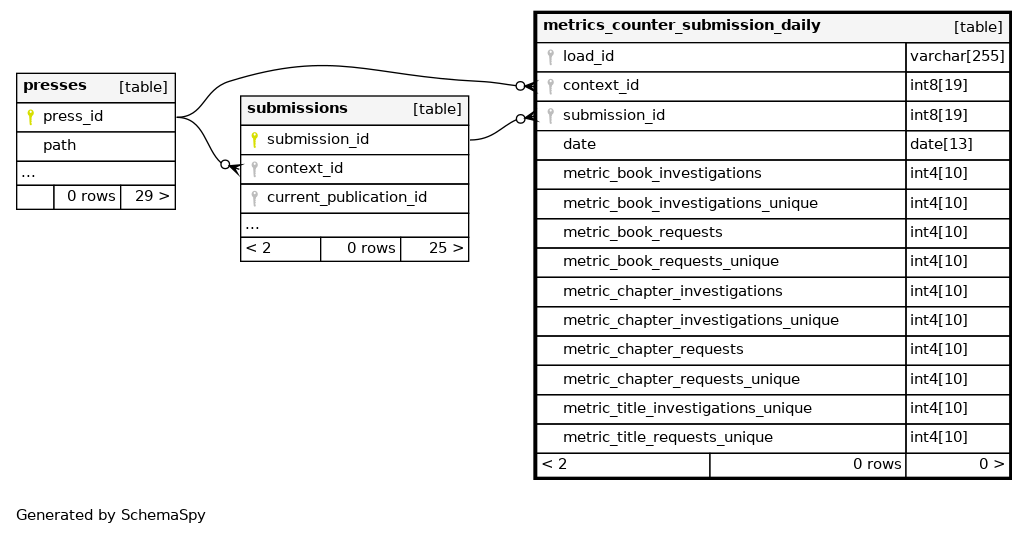 presses [table]
press_id
path
...
0 rows 29 >
submissions [table]
submission_id
context_id
current_publication_id
...
< 2 0 rows 25 >
metrics_counter_submission_daily [table]
load_id varchar[255]
context_id int8[19]
submission_id int8[19]
date date[13]
metric_book_investigations int4[10]
metric_book_investigations_unique int4[10]
metric_book_requests int4[10]
metric_book_requests_unique int4[10]
metric_chapter_investigations int4[10]
metric_chapter_investigations_unique int4[10]
metric_chapter_requests int4[10]
metric_chapter_requests_unique int4[10]
metric_title_investigations_unique int4[10]
metric_title_requests_unique int4[10]
< 2 0 rows 0 >
Generated by SchemaSpy